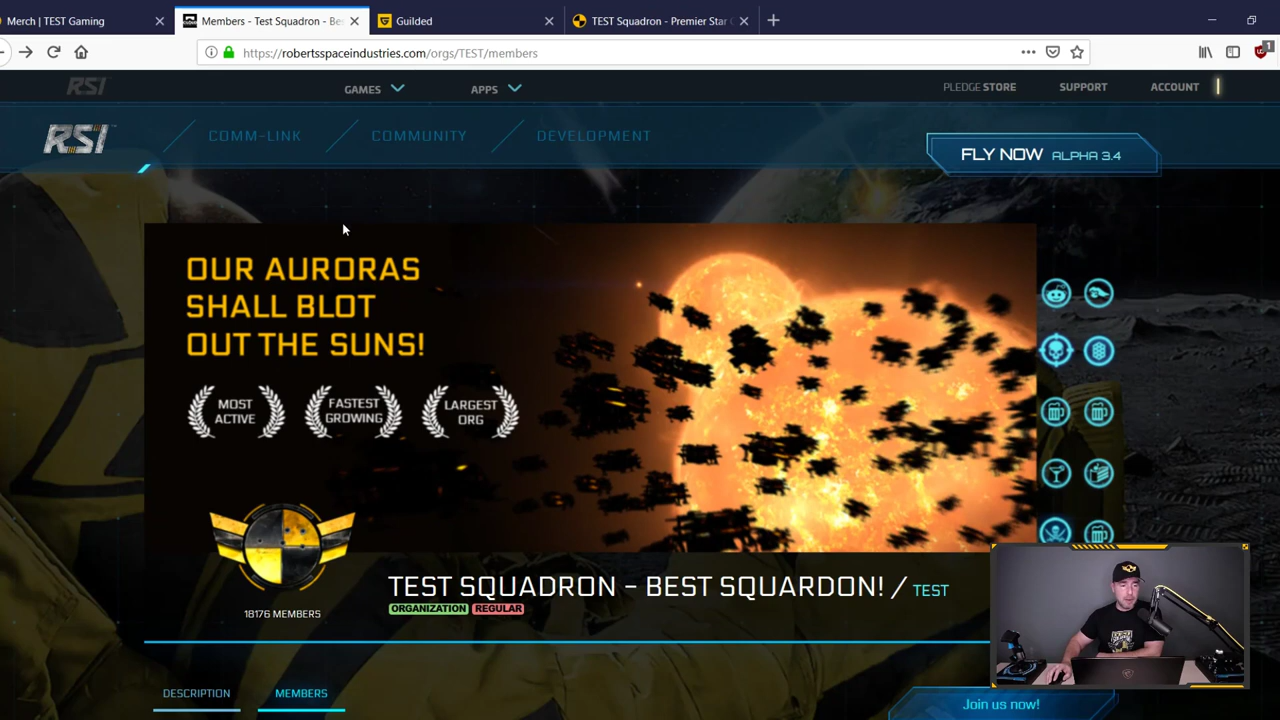 Merch | TEST Gaming
Members - Test Squadron - Bes
Guilded
TEST Squadron - Premier Star C
https://robertsspaceindustries.com/orgs/TEST/members
1
RSI
GAMES
APPS
PLEDGE STORE
SUPPORT
ACCOUNT
RSI
COMM-LINK
COMMUNITY
DEVELOPMENT
FLY NOW ALPHA 3.4
OUR AURORAS
SHALL BLOT
OUT THE SUNS!
MOST
ACTIVE
FASTEST
GROWING
LARGEST
ORG
TEST SQUADRON - BEST SQUARDON! / TEST
ORGANIZATION REGULAR
18176 MEMBERS
DESCRIPTION
MEMBERS
Join us now!